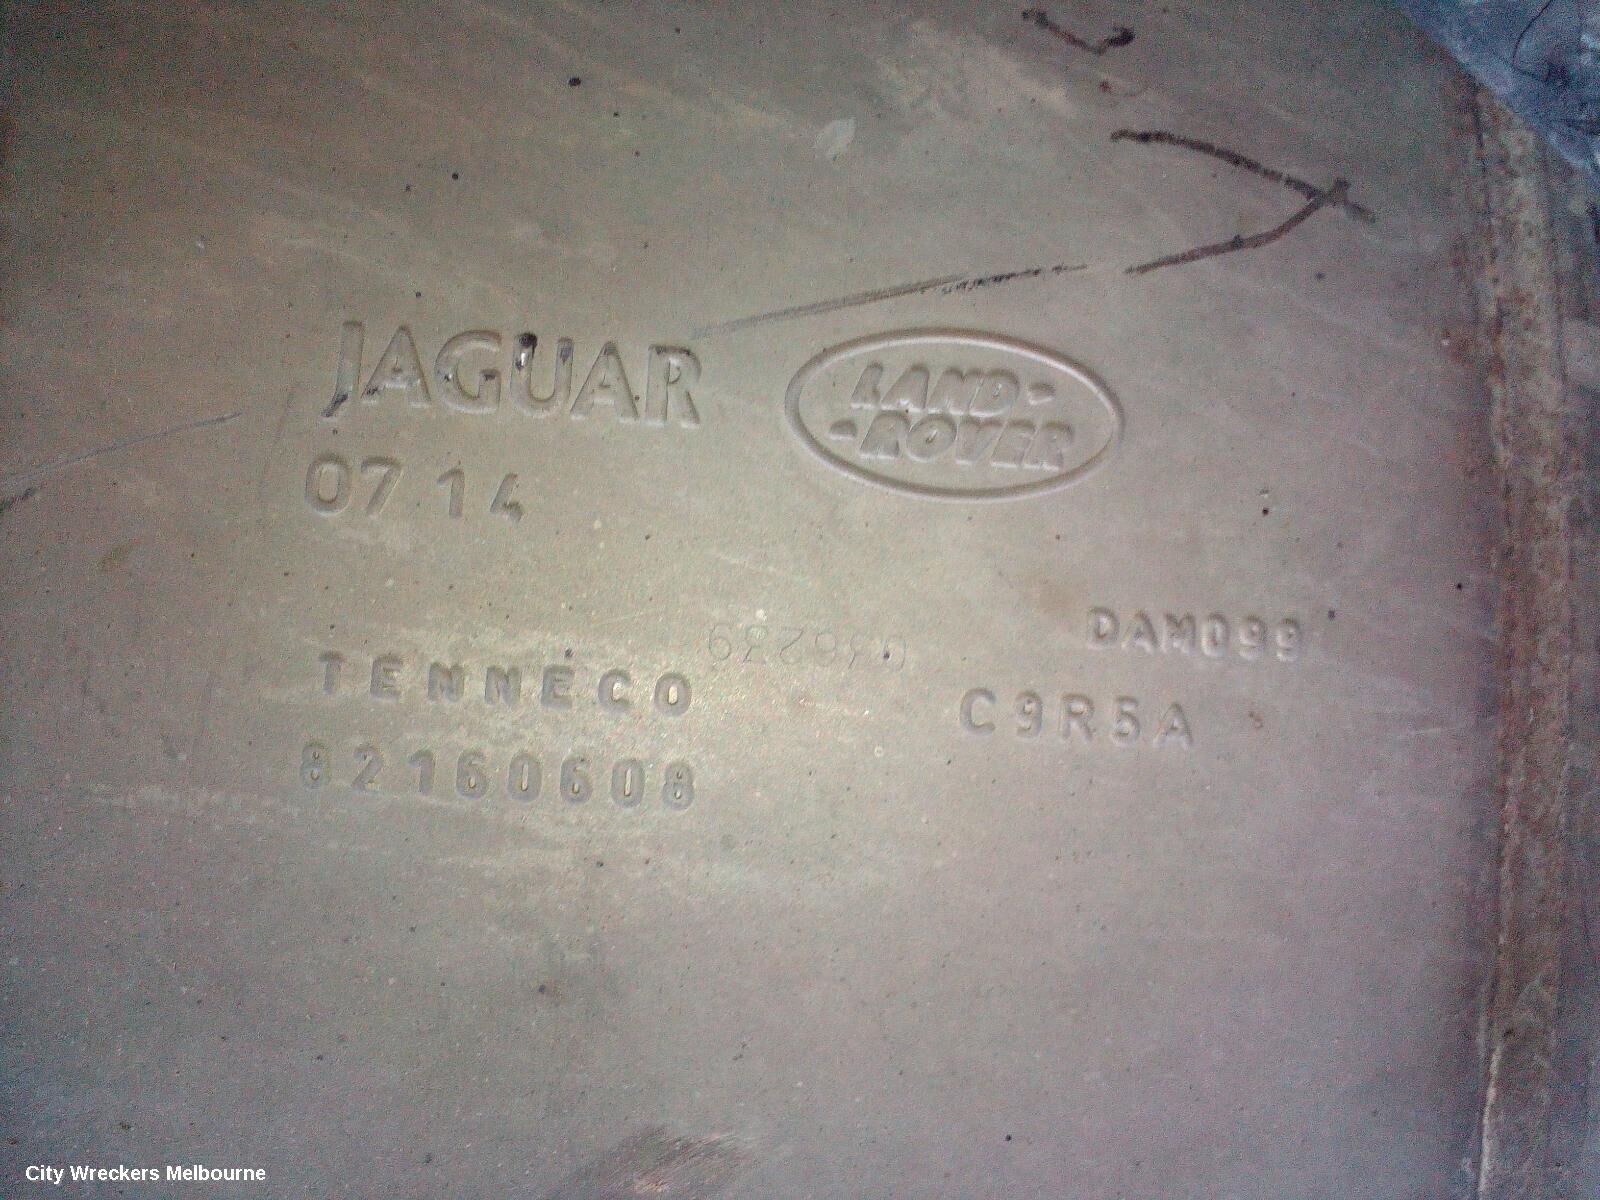 JAGUAR
LAND-
-ROVER
07 14
DAM099
TENNECO
C9R5A
82160608
City Wreckers Melbourne